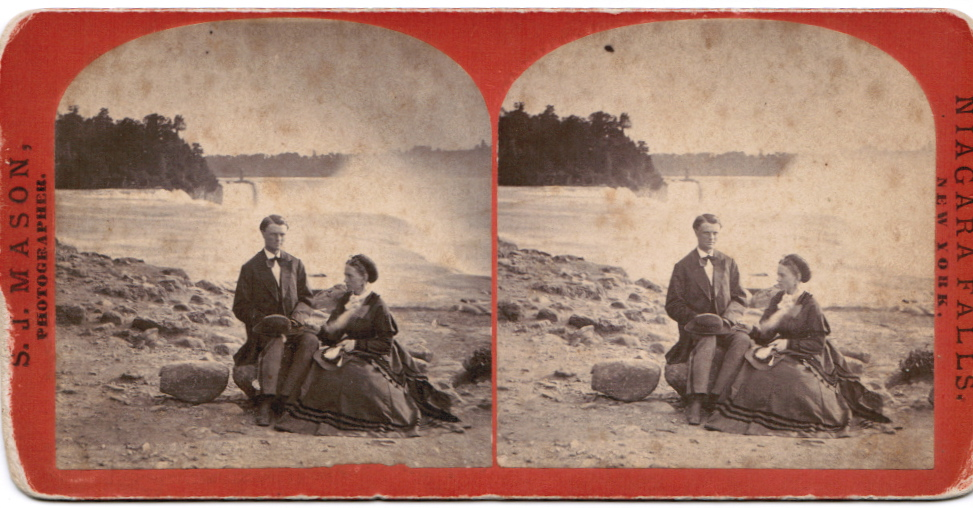 S. J. MASON,
PHOTOGRAPHER.
NIAGARA FALLS,
NEW YORK.